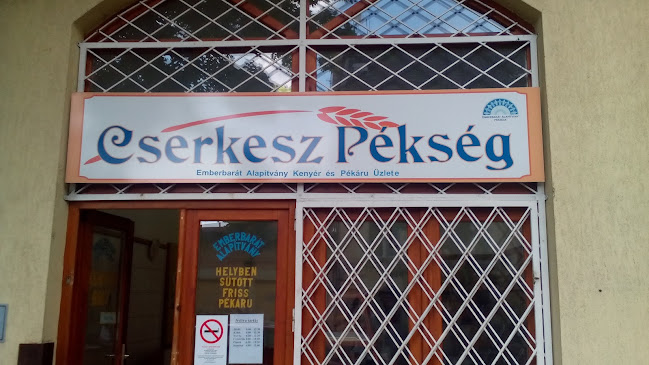 Cserkesz Pékség
Emberbarát Alapítvány Kenyér és Pékáru Üzlete
EMBERBARÁT
ALAPÍTVÁNY
HELYBEN
SÜTÖTT
FRISS
PÉKÁRU